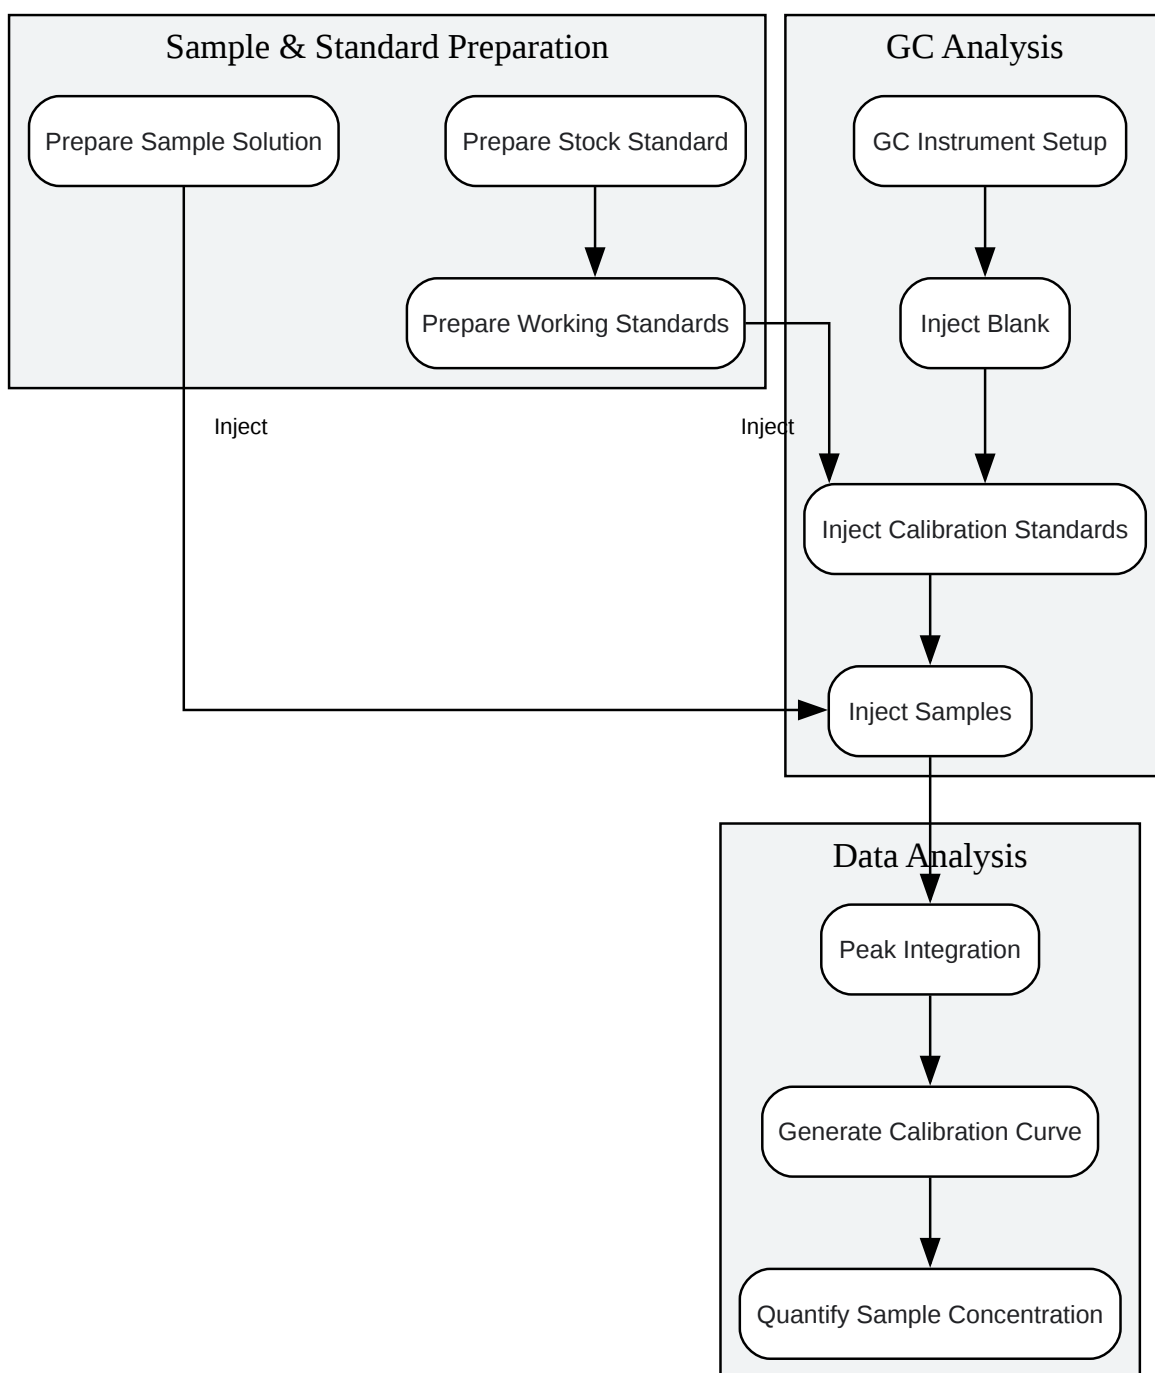 Sample & Standard Preparation
GC Analysis
Prepare Sample Solution
Prepare Stock Standard
GC Instrument Setup
Prepare Working Standards
Inject Blank
Inject
Inject
Inject Calibration Standards
Inject Samples
Data Analysis
Peak Integration
Generate Calibration Curve
Quantify Sample Concentration